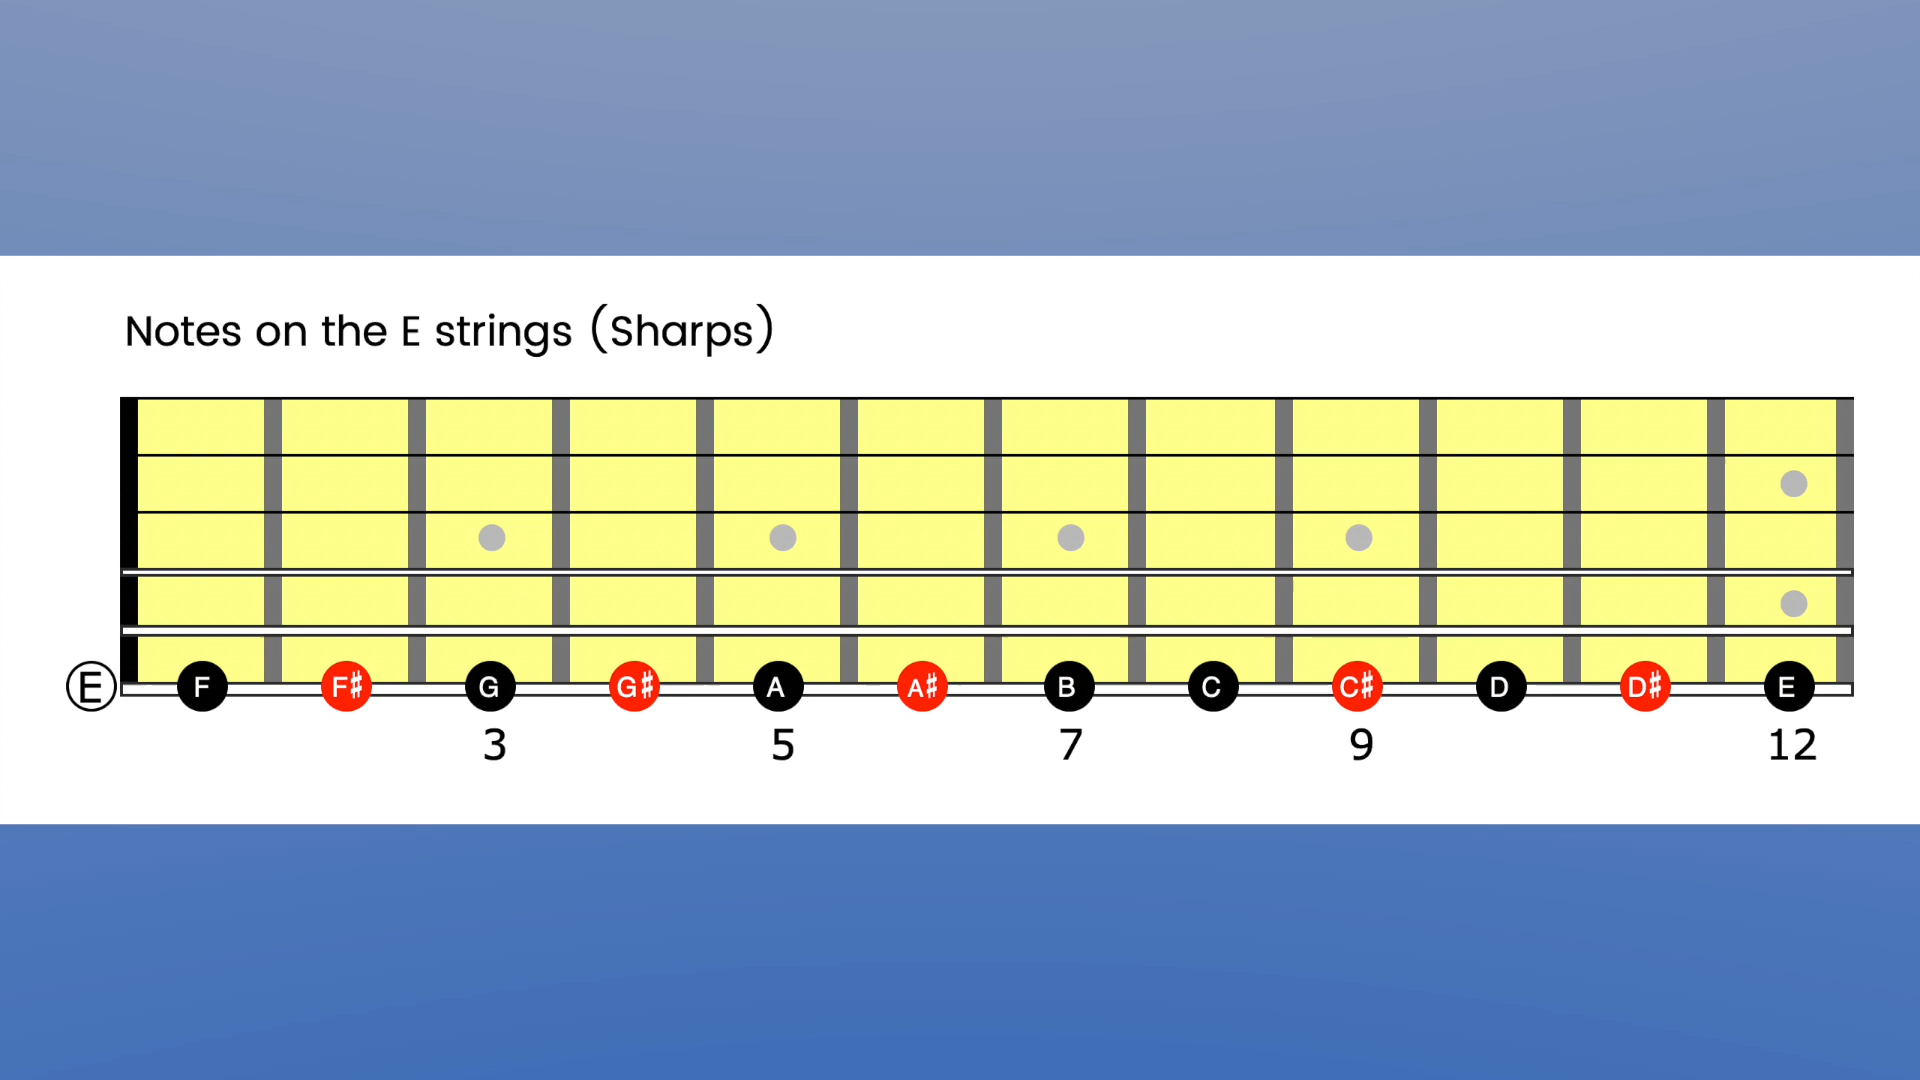 Notes on the E strings (Sharps)
E F F♯ G G♯ A A♯ B C C♯ D D♯ E
3 5 7 9 12